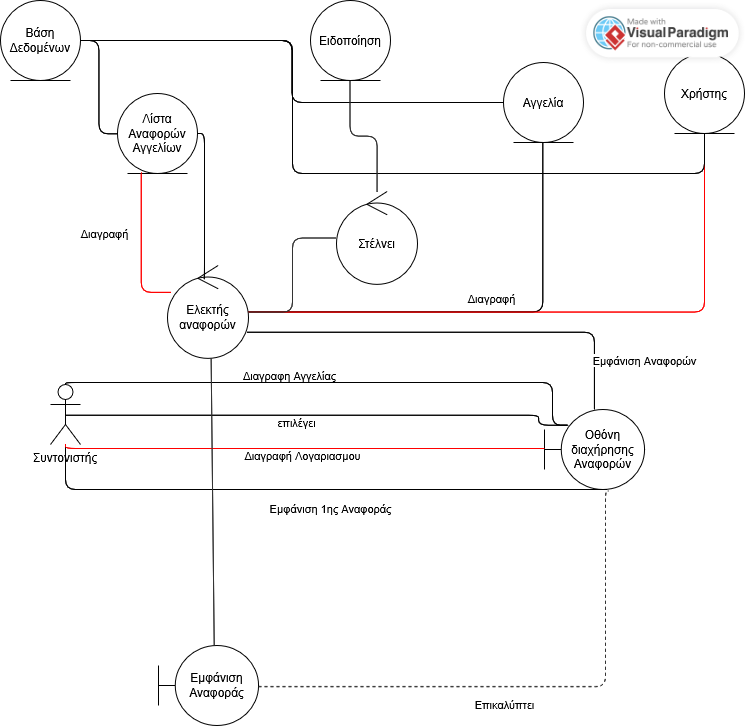 Βάση
Δεδομένων
Ειδοποίηση
Made with
Visual Paradigm
For non-commercial use
Αγγελία
Χρήστης
Λίστα
Αναφορών
Αγγελίων
Διαγραφή
Στέλνει
Ελεκτής
αναφορών
Διαγραφή
Εμφάνιση Αναφορών
Διαγραφη Αγγελίας
επιλέγει
Συντονιστής
Διαγραφή Λογαριασμου
Οθόνη
διαχήρησης
Αναφορών
Εμφάνιση 1ης Αναφοράς
Εμφάνιση
Αναφοράς
Επικαλύπτει